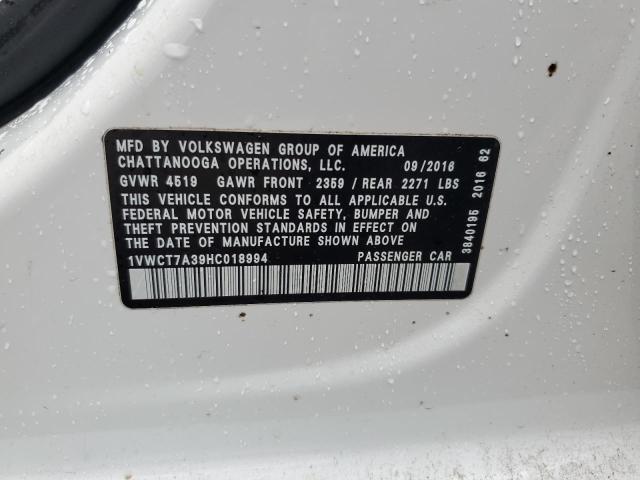 MFD BY VOLKSWAGEN GROUP OF AMERICA
CHATTANOOGA OPERATIONS, LLC. 09/2016
GVWR 4519 GAWR FRONT 2359 / REAR 2271 LBS
THIS VEHICLE CONFORMS TO ALL APPLICABLE U.S.
FEDERAL MOTOR VEHICLE SAFETY, BUMPER AND
THEFT PREVENTION STANDARDS IN EFFECT ON
THE DATE OF MANUFACTURE SHOWN ABOVE
1VWCT7A39HC018994 PASSENGER CAR
3840195 2016 62